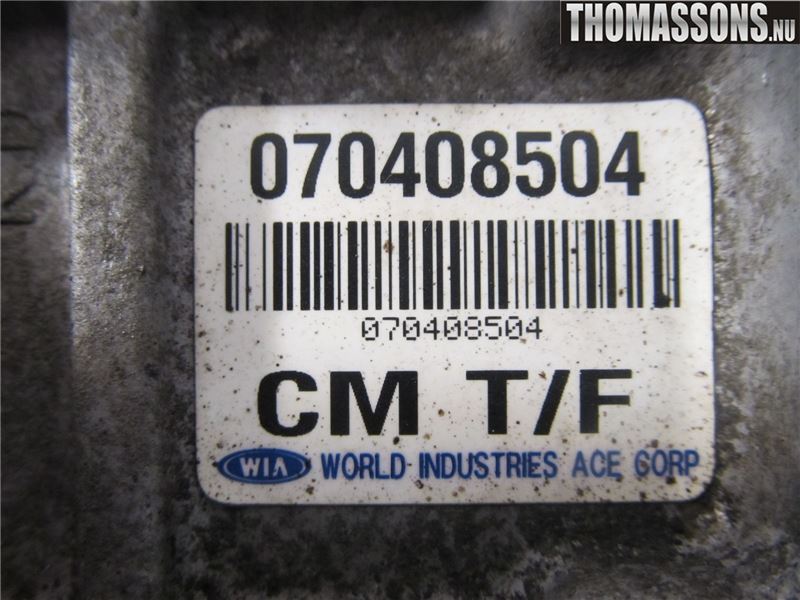 THOMASSONS.NU
070408504
070408504
CM T/F
WIA WORLD INDUSTRIES ACE CORP